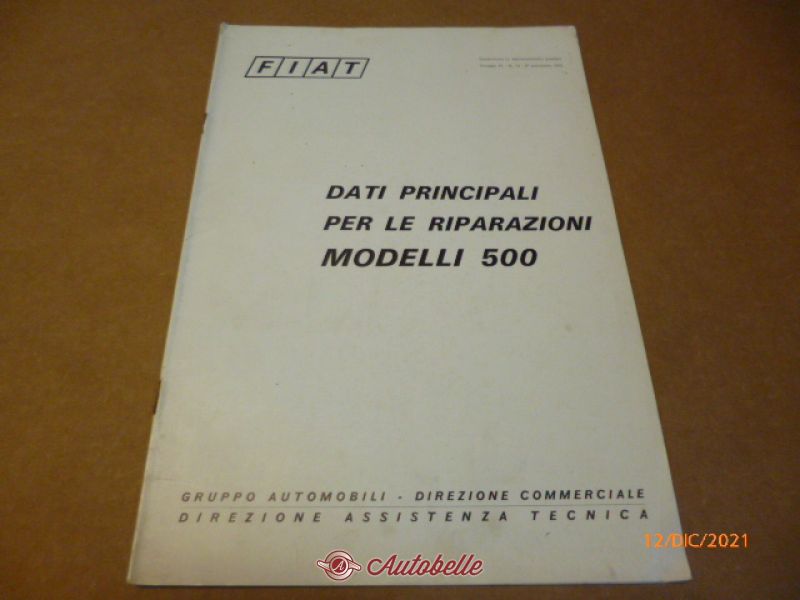 FIAT
DATI PRINCIPALI
PER LE RIPARAZIONI
MODELLI 500
GRUPPO AUTOMOBILI - DIREZIONE COMMERCIALE
DIREZIONE ASSISTENZA TECNICA
12/DIC/2021
A Autobelle